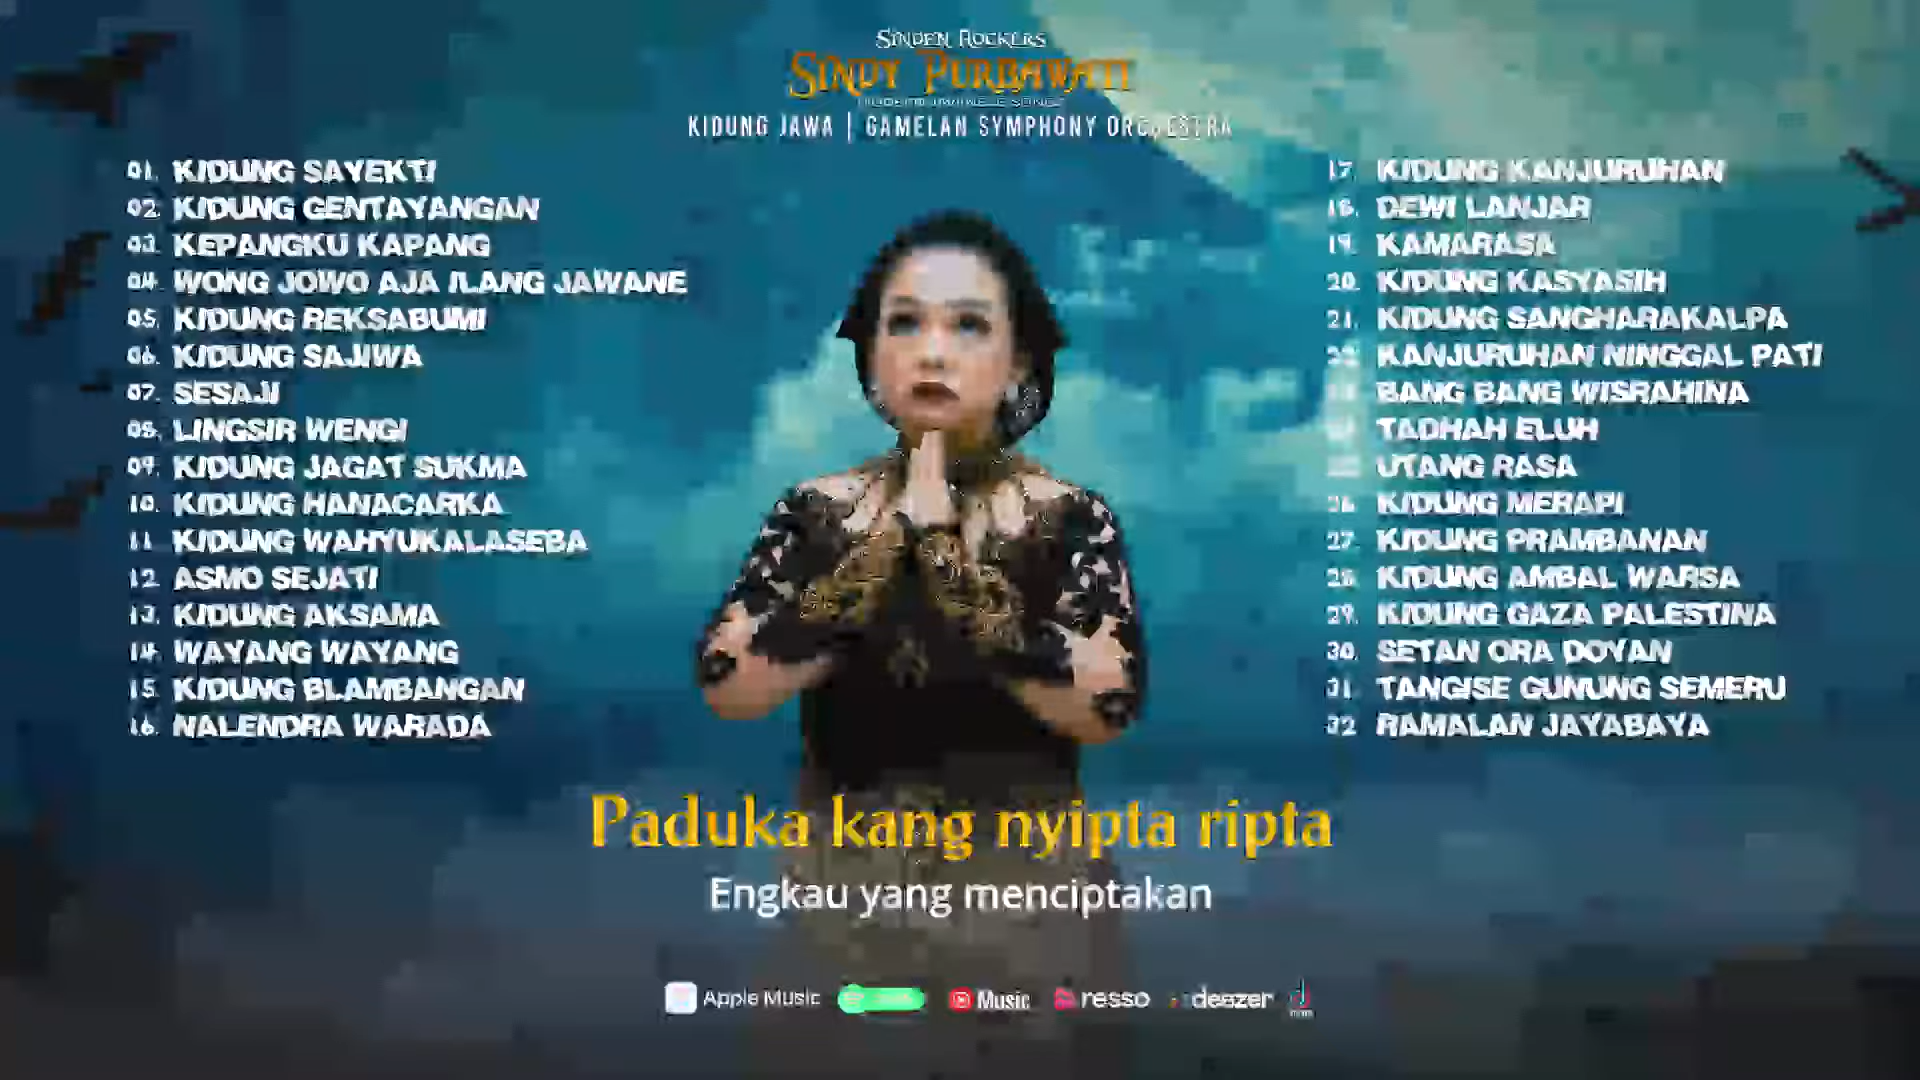 SINDEN ROCKERS
SINDY PURBAWATI
KIDUNG JAWA | GAMELAN SYMPHONY ORCHESTRA
01. KIDUNG SAYEKTI
02. KIDUNG GENTAYANGAN
03. KEPANGKU KAPANG
04. WONG JOWO AJA ILANG JAWANE
05. KIDUNG REKSABUMI
06. KIDUNG SAJIWA
07. SESAJI
08. LINGSIR WENGI
09. KIDUNG JAGAT SUKMA
10. KIDUNG HANACARKA
11. KIDUNG WAHYUKALASEBA
12. ASMO SEJATI
13. KIDUNG AKSAMA
14. WAYANG WAYANG
15. KIDUNG BLAMBANGAN
16. NALENDRA WARADA
17. KIDUNG KANJURUHAN
18. DEWI LANJAR
19. KAMARASA
20. KIDUNG KASYASIH
21. KIDUNG SANGHARAKALPA
22. KANJURUHAN NINGGAL PATI
BANG BANG WISRAHINA
TADHAH ELUH
UTANG RASA
26. KIDUNG MERAPI
27. KIDUNG PRAMBANAN
28. KIDUNG AMBAL WARSA
29. KIDUNG GAZA PALESTINA
30. SETAN ORA DOYAN
31. TANGISE GUNUNG SEMERU
32. RAMALAN JAYABAYA
Paduka kang nyipta ripta
Engkau yang menciptakan
Apple Music
Music
resso
deezer